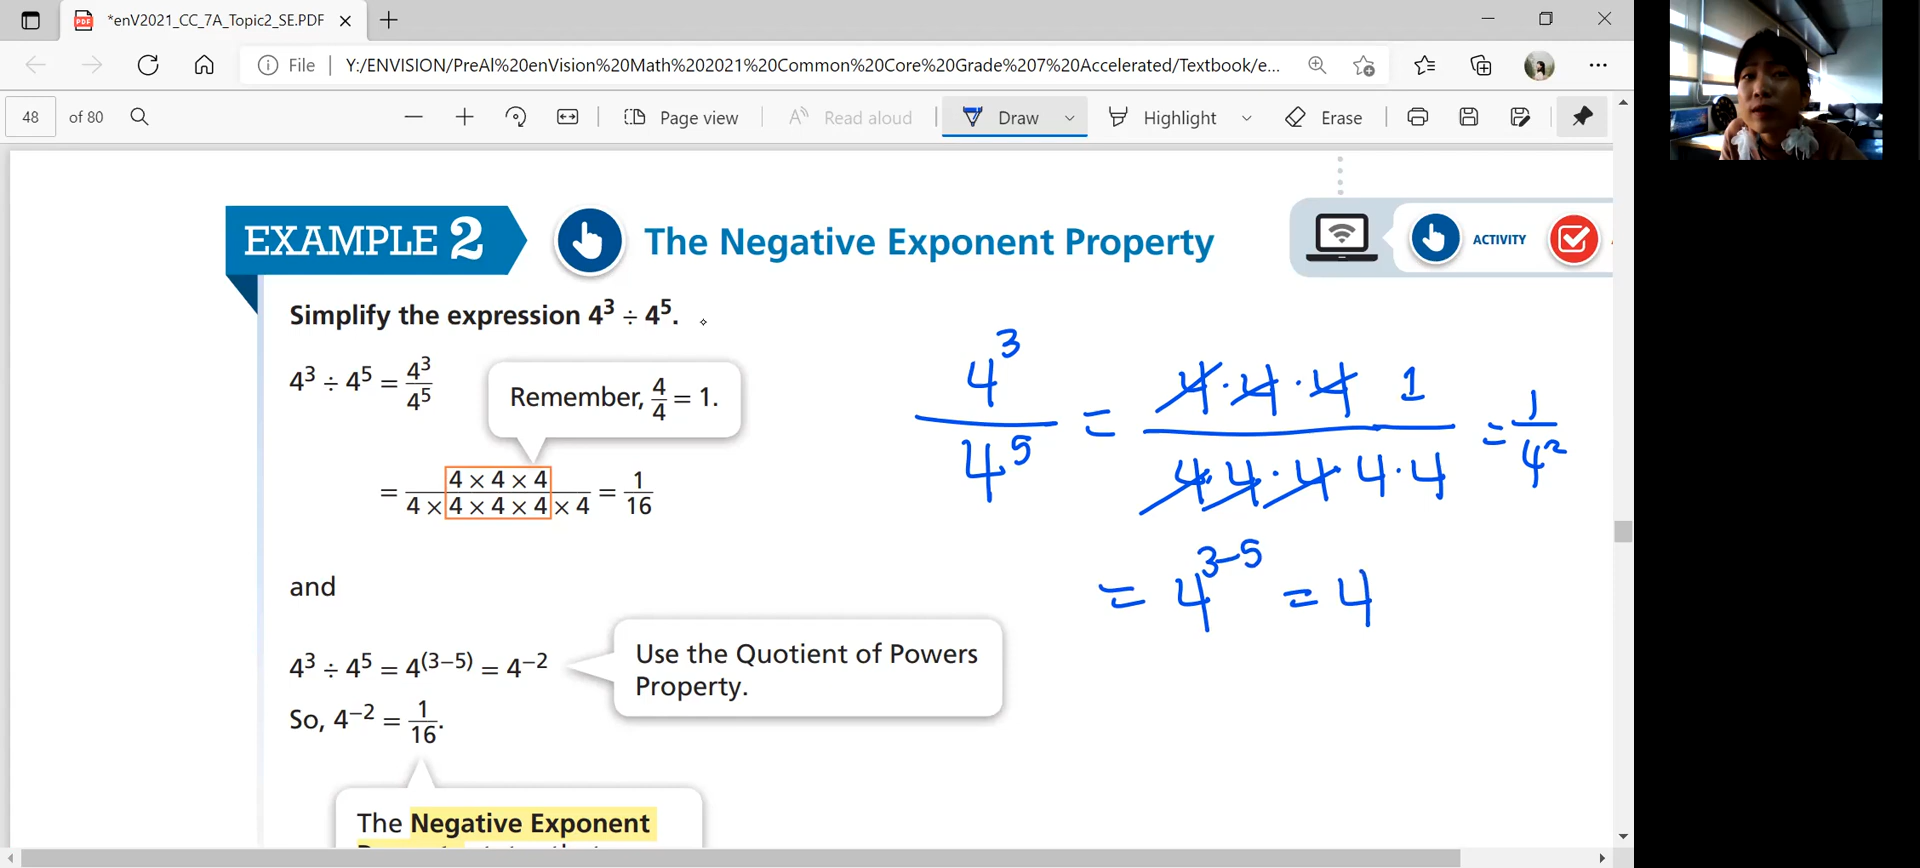 *enV2021_CC_7A_Topic2_SE.PDF
File Y:/ENVISION/PreAl%20enVision%20Math%202021%20Common%20Core%20Grade%207%20Accelerated/Textbook/e...
48 of 80 Page view Read aloud Draw Highlight Erase
EXAMPLE 2 The Negative Exponent Property ACTIVITY
Simplify the expression 4³ ÷ 4⁵.
4³ ÷ 4⁵ = 4³/4⁵
Remember, 4/4 = 1.
= (4 × 4 × 4)/(4 × 4 × 4 × 4 × 4) = 1/16
and
4³ ÷ 4⁵ = 4⁽³⁻⁵⁾ = 4⁻²
Use the Quotient of Powers
Property.
So, 4⁻² = 1/16.
The Negative Exponent
4³/4⁵ = (4·4·4 1)/(4·4·4 4·4) = 1/4²
= 4³⁻⁵ = 4